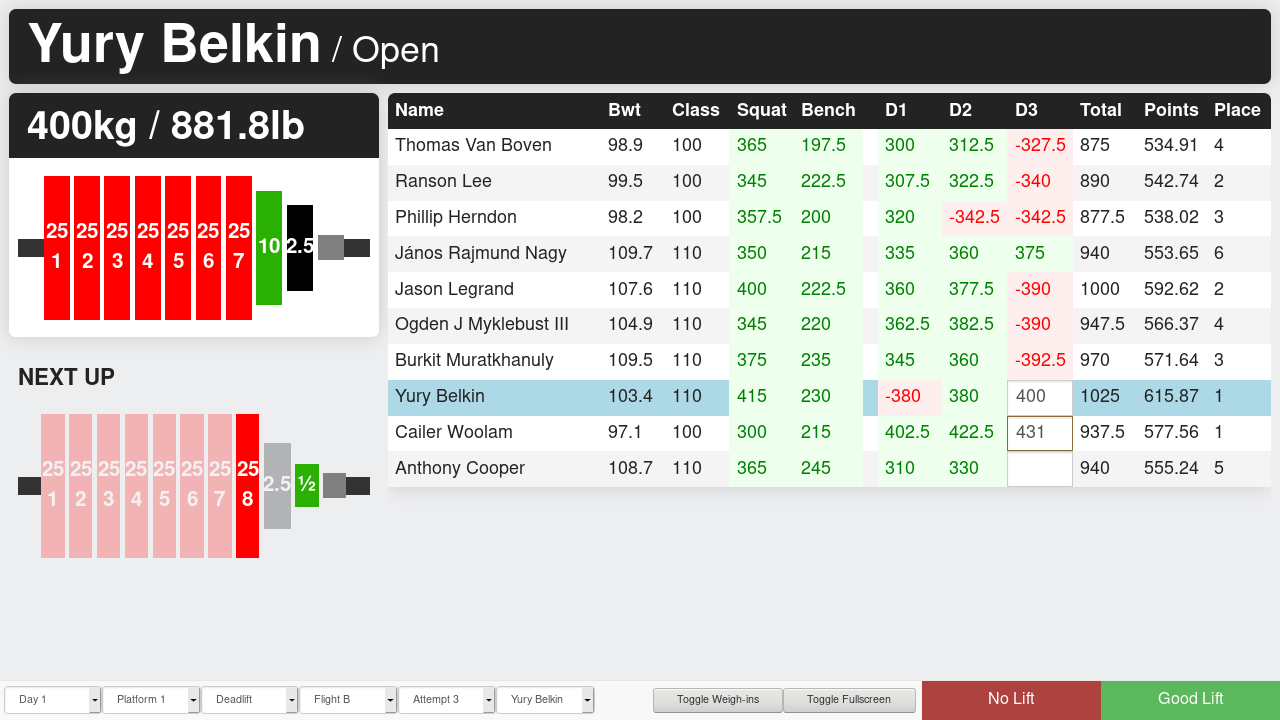 Yury Belkin / Open
400kg / 881.8lb
25 25 25 25 25 25 25 10 2.5
1 2 3 4 5 6 7
NEXT UP
25 25 25 25 25 25 25 25 2.5 ½
1 2 3 4 5 6 7 8
Name Bwt Class Squat Bench D1 D2 D3 Total Points Place
Thomas Van Boven 98.9 100 365 197.5 300 312.5 -327.5 875 534.91 4
Ranson Lee 99.5 100 345 222.5 307.5 322.5 -340 890 542.74 2
Phillip Herndon 98.2 100 357.5 200 320 -342.5 -342.5 877.5 538.02 3
János Rajmund Nagy 109.7 110 350 215 335 360 375 940 553.65 6
Jason Legrand 107.6 110 400 222.5 360 377.5 -390 1000 592.62 2
Ogden J Myklebust III 104.9 110 345 220 362.5 382.5 -390 947.5 566.37 4
Burkit Muratkhanuly 109.5 110 375 235 345 360 -392.5 970 571.64 3
Yury Belkin 103.4 110 415 230 -380 380 400 1025 615.87 1
Cailer Woolam 97.1 100 300 215 402.5 422.5 431 937.5 577.56 1
Anthony Cooper 108.7 110 365 245 310 330 940 555.24 5
Day 1 Platform 1 Deadlift Flight B Attempt 3 Yury Belkin Toggle Weigh-ins Toggle Fullscreen No Lift Good Lift